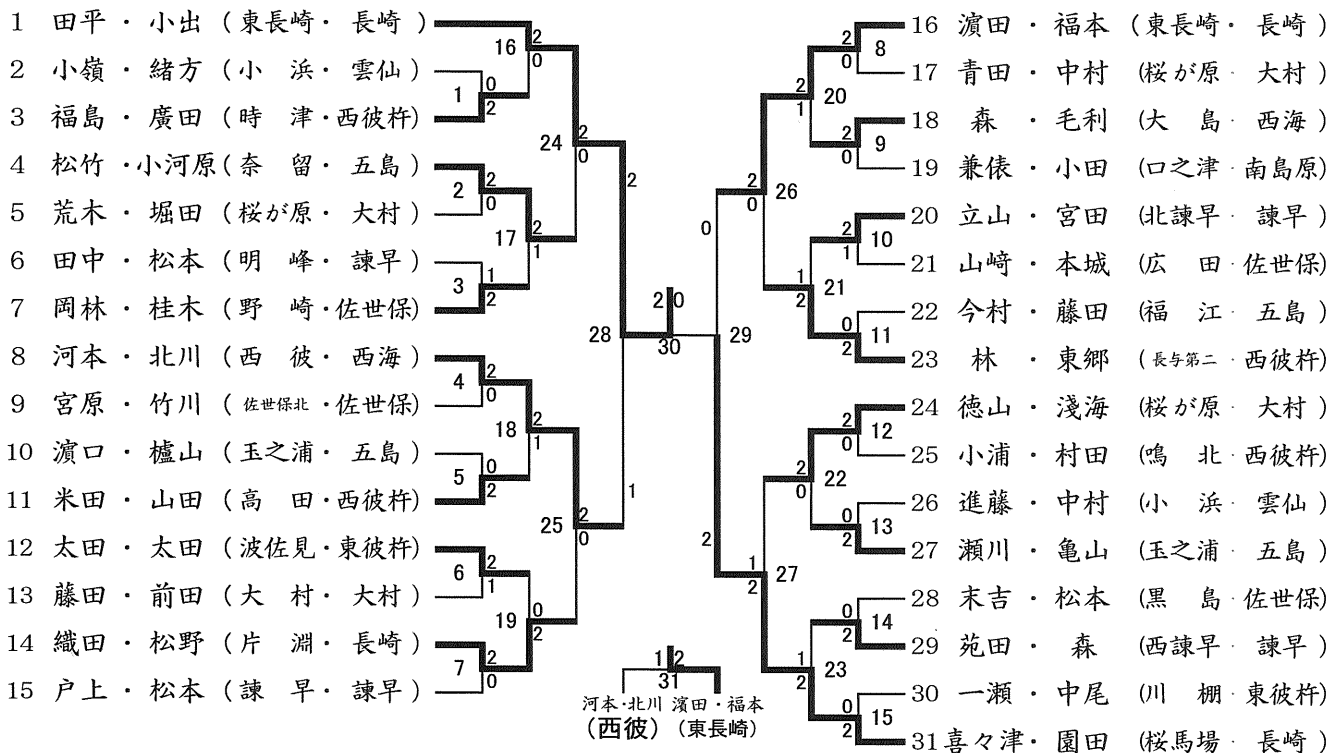 1 田平・小出(東長崎・長崎)
2 小嶺・緒方(小 浜・雲仙)
3 福島・廣田(時 津・西彼杵)
4 松竹・小河原(奈 留・五島)
5 荒木・堀田(桜が原・大村)
6 田中・松本(明 峰・諫早)
7 岡林・桂木(野 崎・佐世保)
8 河本・北川(西 彼・西海)
9 宮原・竹川(佐世保北・佐世保)
10 濵口・櫨山(玉之浦・五島)
11 米田・山田(高 田・西彼杵)
12 太田・太田(波佐見・東彼杵)
13 藤田・前田(大 村・大村)
14 織田・松野(片 淵・長崎)
15 戸上・松本(諫 早・諫早)
16 2 0
1 0 2
24 2 0
2 2 0
17 2 1
3 1 2
28 2 1
4 2 0
18 2 1
5 0 2
25 2 0
6 2 1
19 0 2
7 2 0
2 0
30
1 2
31
河本・北川 濱田・福本
(西彼) (東長崎)
29 0 2
8 2 0
20 2 1
9 2 0
26 2 0
10 2 1
21 1 2
11 0 2
12 2 0
22 2 0
13 0 2
27 1 2
14 0 2
23 1 2
15 0 2
16 濱田・福本(東長崎・長崎)
17 青田・中村(桜が原・大村)
18 森・毛利(大 島・西海)
19 兼俵・小田(口之津・南島原)
20 立山・宮田(北諫早・諫早)
21 山﨑・本城(広 田・佐世保)
22 今村・藤田(福 江・五島)
23 林・東郷(長与第二・西彼杵)
24 徳山・淺海(桜が原・大村)
25 小浦・村田(鳴 北・西彼杵)
26 進藤・中村(小 浜・雲仙)
27 瀬川・亀山(玉之浦・五島)
28 末吉・松本(黒 島・佐世保)
29 苑田・森(西諫早・諫早)
30 一瀬・中尾(川 棚・東彼杵)
31 喜々津・園田(桜馬場・長崎)